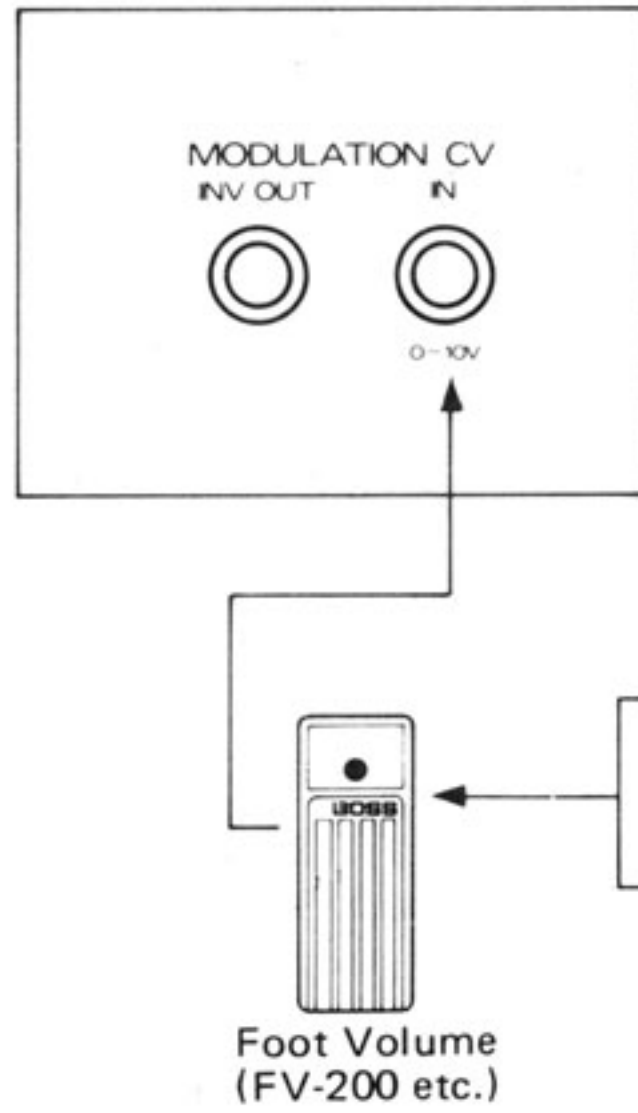 MODULATION CV
INV OUT IN
0-10V
BOSS
Foot Volume
(FV-200 etc.)